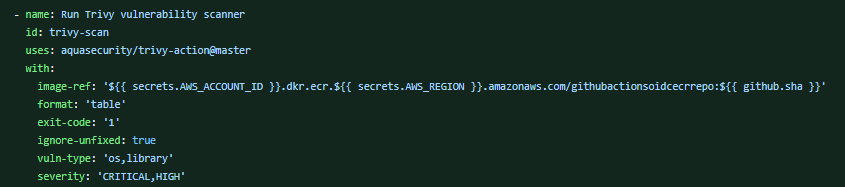 - name: Run Trivy vulnerability scanner
id: trivy-scan
uses: aquasecurity/trivy-action@master
with:
image-ref: '${{ secrets.AWS_ACCOUNT_ID }}.dkr.ecr.${{ secrets.AWS_REGION }}.amazonaws.com/githubactionsoidcecrrepo:${{ github.sha }}'
format: 'table'
exit-code: '1'
ignore-unfixed: true
vuln-type: 'os,library'
severity: 'CRITICAL,HIGH'